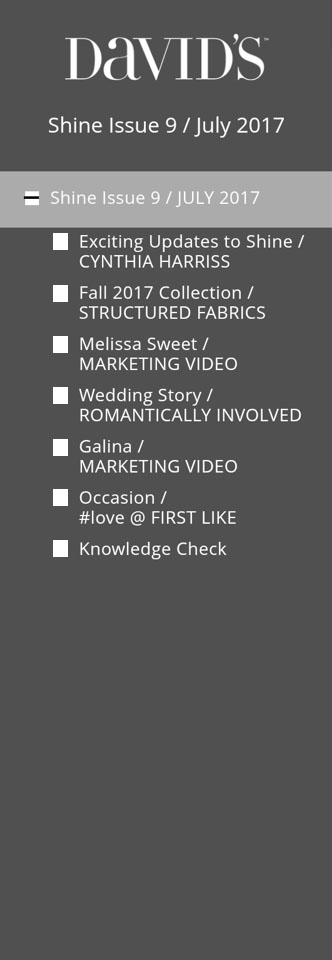 DaVID'S™
Shine Issue 9 / July 2017
Shine Issue 9 / JULY 2017
Exciting Updates to Shine /
CYNTHIA HARRISS
Fall 2017 Collection /
STRUCTURED FABRICS
Melissa Sweet /
MARKETING VIDEO
Wedding Story /
ROMANTICALLY INVOLVED
Galina /
MARKETING VIDEO
Occasion /
#love @ FIRST LIKE
Knowledge Check